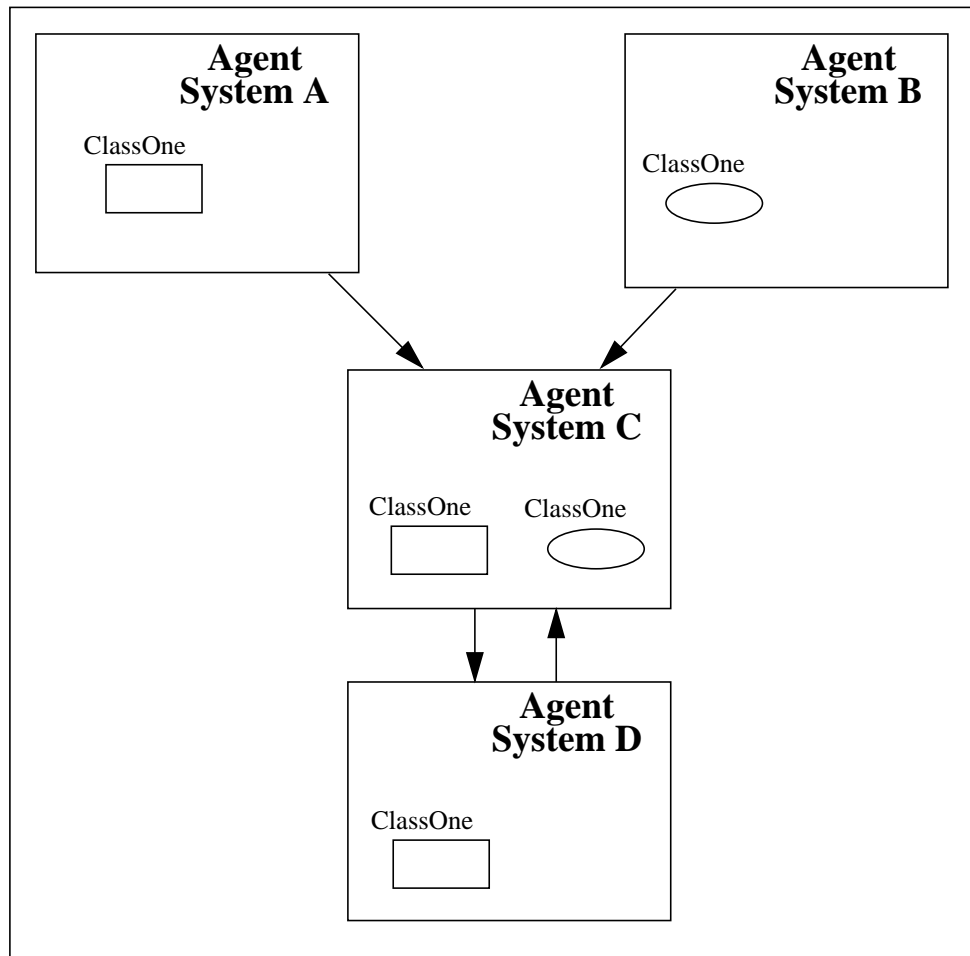 Agent
System A
ClassOne
Agent
System B
ClassOne
Agent
System C
ClassOne
ClassOne
Agent
System D
ClassOne